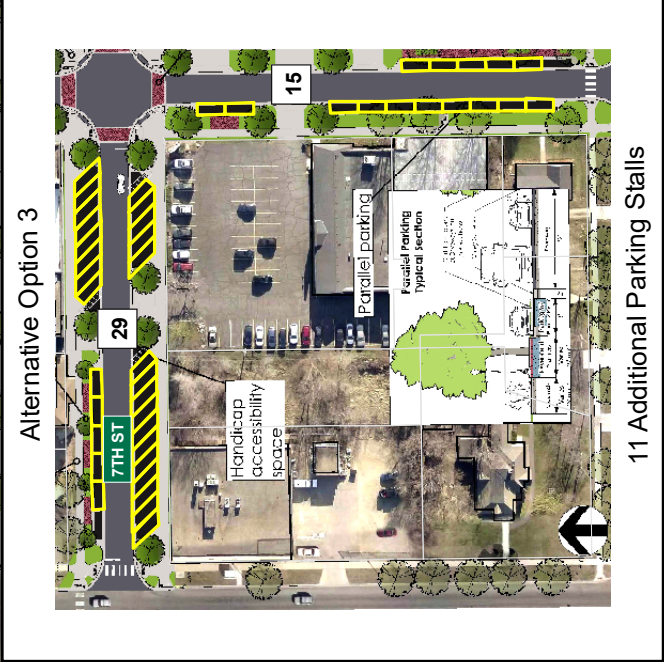 Alternative Option 3
15
29
7TH ST
Parallel parking
Parallel Parking
Typical Section
Handicap
accessibility
space
11 Additional Parking Stalls